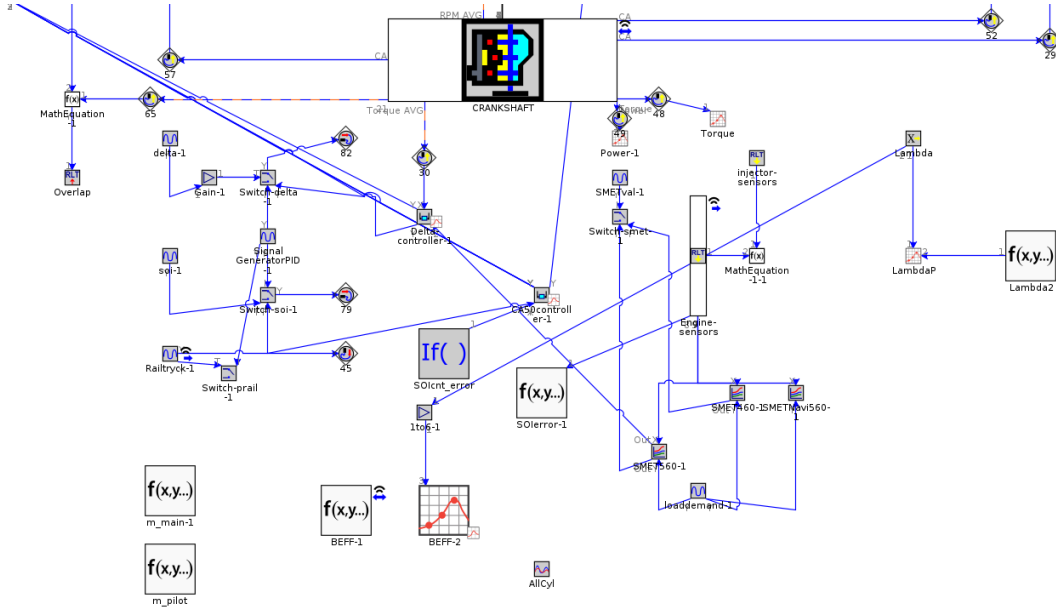 RPM AVG
CA
52
CA
29
CA
57
CRANKSHAFT
MathEquation
-1
65
Torque AVG
49
48
Torque
Power-1
delta-1
82
30
Lambda
RLT
Overlap
Gain-1
Switch-delta
-1
SMETval-1
RLT
injector-
sensors
Delta-
controller-1
Switch-smet-
1
soi-1
Signal
GeneratorPID
-1
RLT
f(x)
MathEquation
-1-1
LambdaP
f(x,y...)
Lambda2
Switch-soi-1
79
CA50controll
er-1
Engine-
sensors
Railtryck-1
45
Switch-prail
-1
If( )
SOIcnt_error
f(x,y...)
SOIerror-1
1to6-1
SMET460-1
SMETNavi560-
1
Out
SMET560-1
loaddemand-1
f(x,y...)
m_main-1
f(x,y...)
BEFF-1
BEFF-2
f(x,y...)
m_pilot
AllCyl